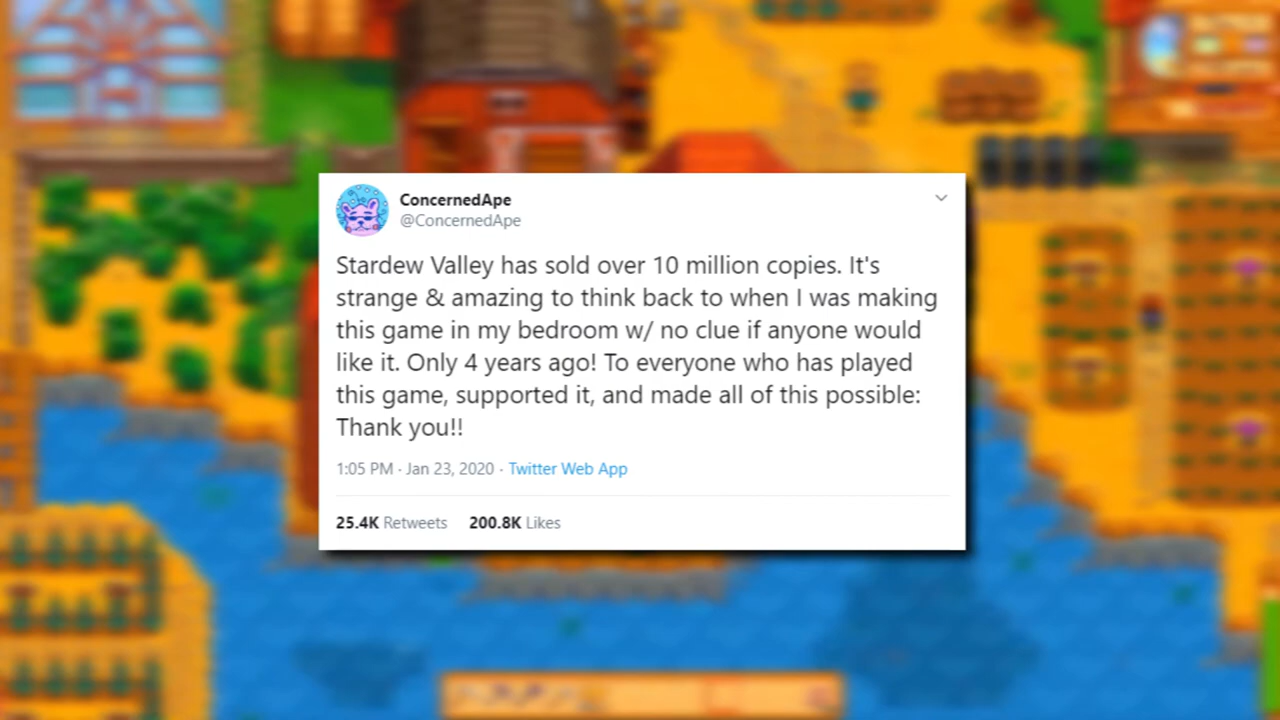 ConcernedApe
@ConcernedApe
Stardew Valley has sold over 10 million copies. It's
strange & amazing to think back to when I was making
this game in my bedroom w/ no clue if anyone would
like it. Only 4 years ago! To everyone who has played
this game, supported it, and made all of this possible:
Thank you!!
1:05 PM · Jan 23, 2020 · Twitter Web App
25.4K Retweets 200.8K Likes